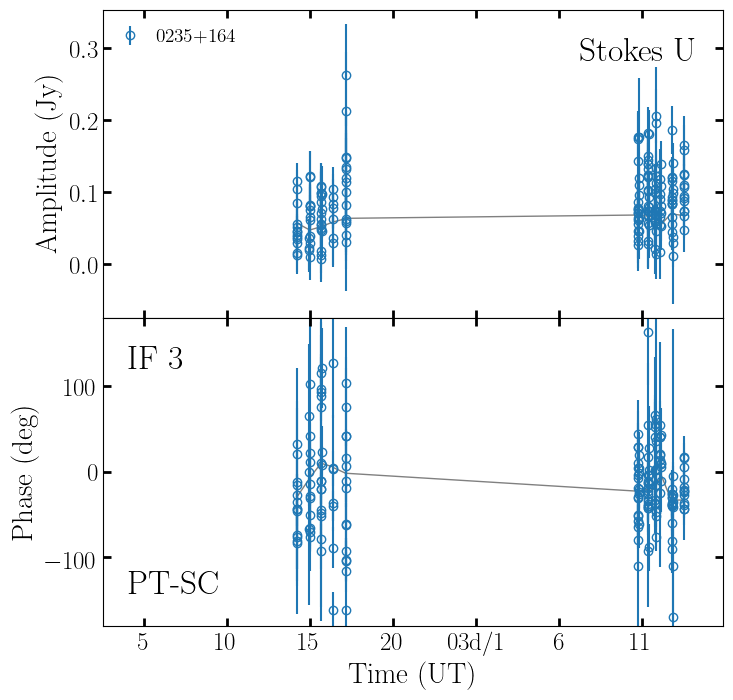 0235+164
Stokes U
0.3
0.2
0.1
0.0
Amplitude (Jy)
IF 3
100
0
−100
Phase (deg)
PT-SC
5 10 15 20 03d/1 6 11
Time (UT)